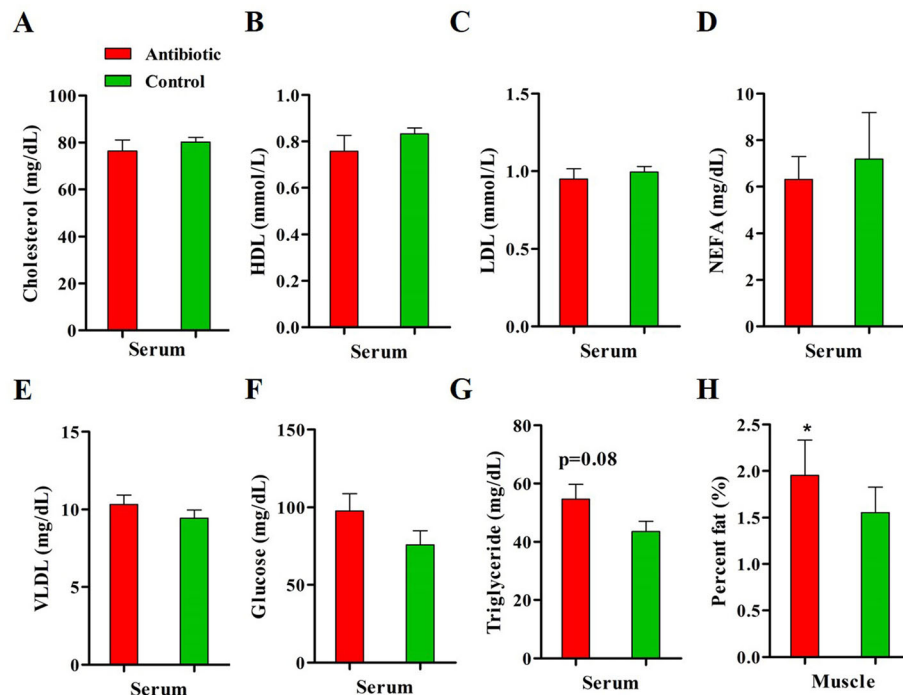 A
B
C
D
Antibiotic
Control
Cholesterol (mg/dL)
100
80
60
40
20
0
Serum
HDL (mmol/L)
1.0
0.8
0.6
0.4
0.2
0.0
Serum
LDL (mmol/L)
1.5
1.0
0.5
0.0
Serum
NEFA (mg/dL)
10
8
6
4
2
0
Serum
E
F
G
H
VLDL (mg/dL)
15
10
5
0
Serum
Glucose (mg/dL)
150
100
50
0
Serum
Triglyceride (mg/dL)
80
60
40
20
0
p=0.08
Serum
Percent fat (%)
2.5
2.0
1.5
1.0
0.5
0.0
*
Muscle